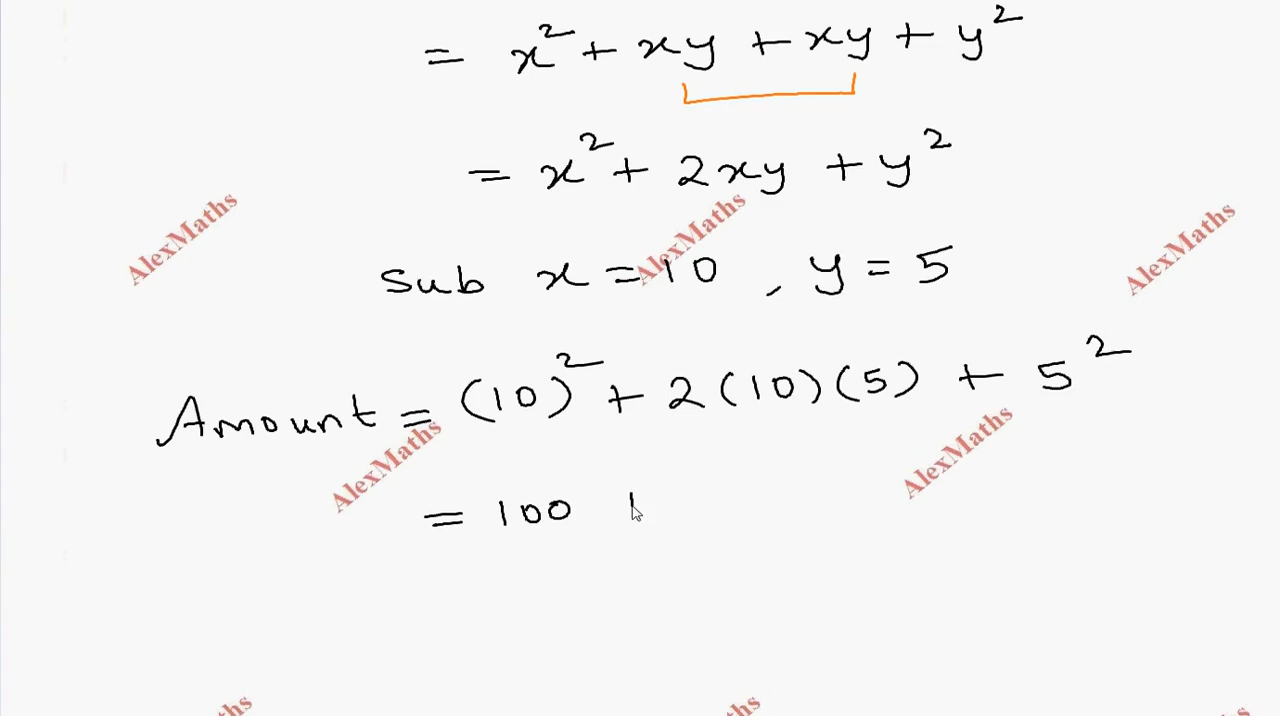 = x² + xy + xy + y²
= x² + 2xy + y²
AlexMaths AlexMaths AlexMaths
Sub x = 10 , y = 5
Amount = (10)² + 2(10)(5) + 5²
AlexMaths AlexMaths
= 100